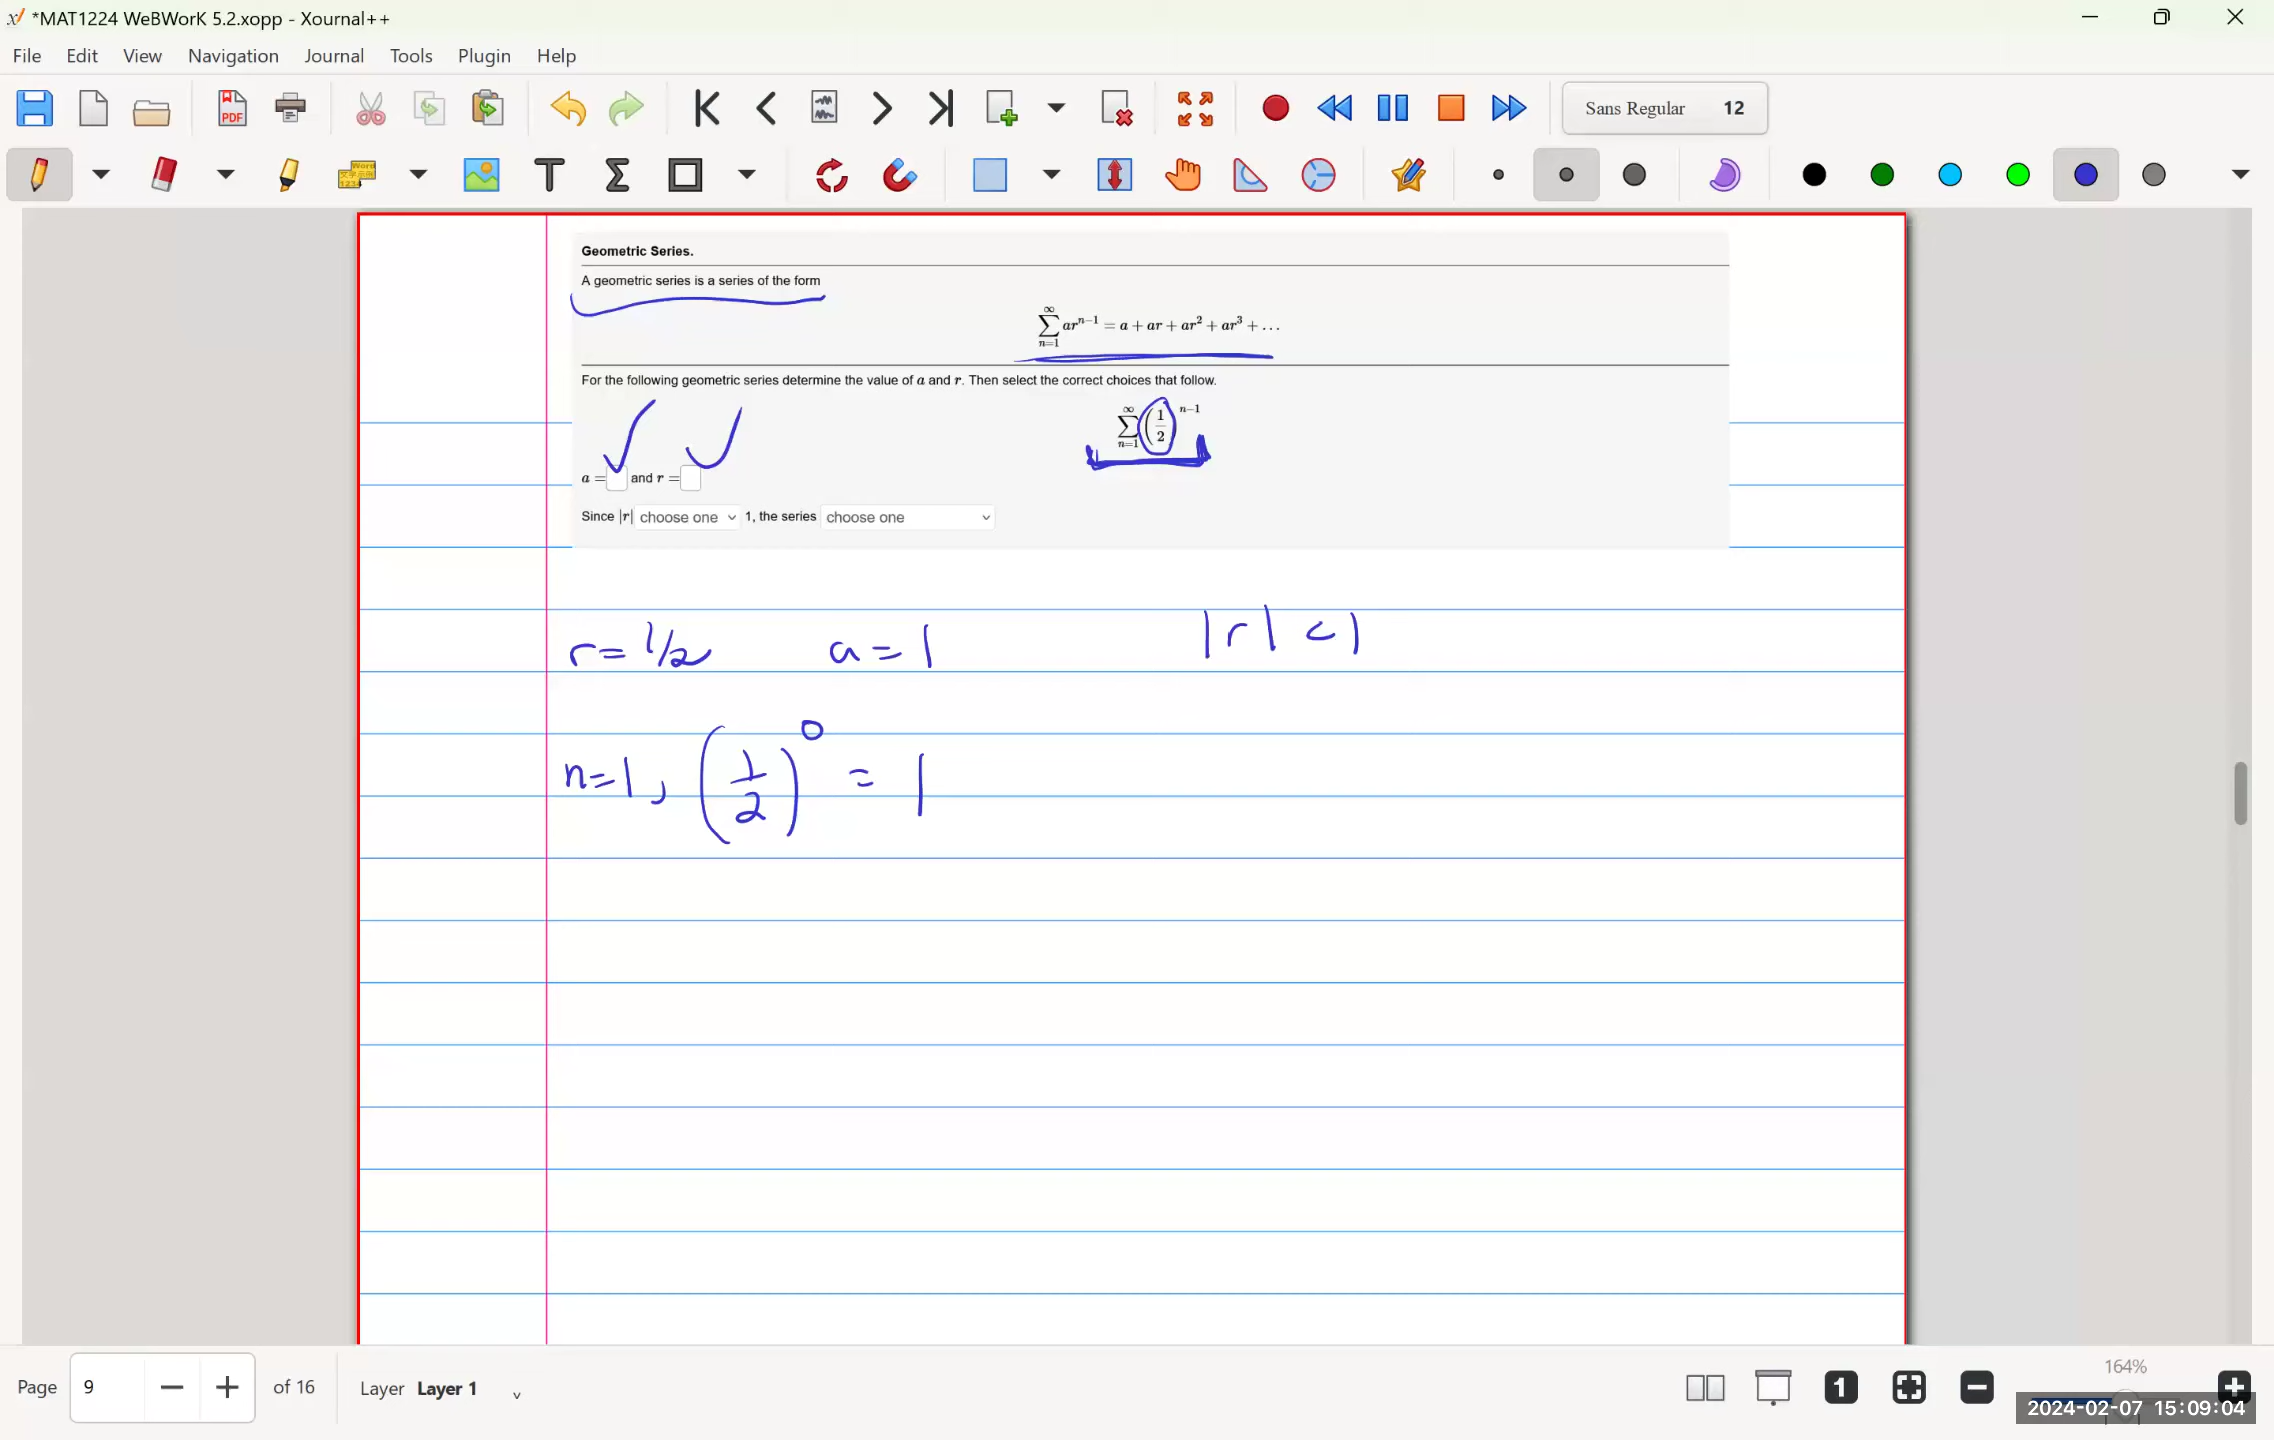 *MAT1224 WeBWorK 5.2.xopp - Xournal++
File Edit View Navigation Journal Tools Plugin Help
PDF
Sans Regular 12
T Σ
Geometric Series.
A geometric series is a series of the form
∞ ∑ n=1 ar^{n−1} = a + ar + ar² + ar³ + ...
For the following geometric series determine the value of a and r. Then select the correct choices that follow.
∞ ∑ n=1 (1/2 ^{n−1}
a = and r =
Since |r| choose one 1, the series choose one
r = 1/2 a = 1 |r| < 1
n=1, (1/2)^0 = 1
Page 9 of 16 Layer Layer 1 1 164%
2024-02-07 15:09:04